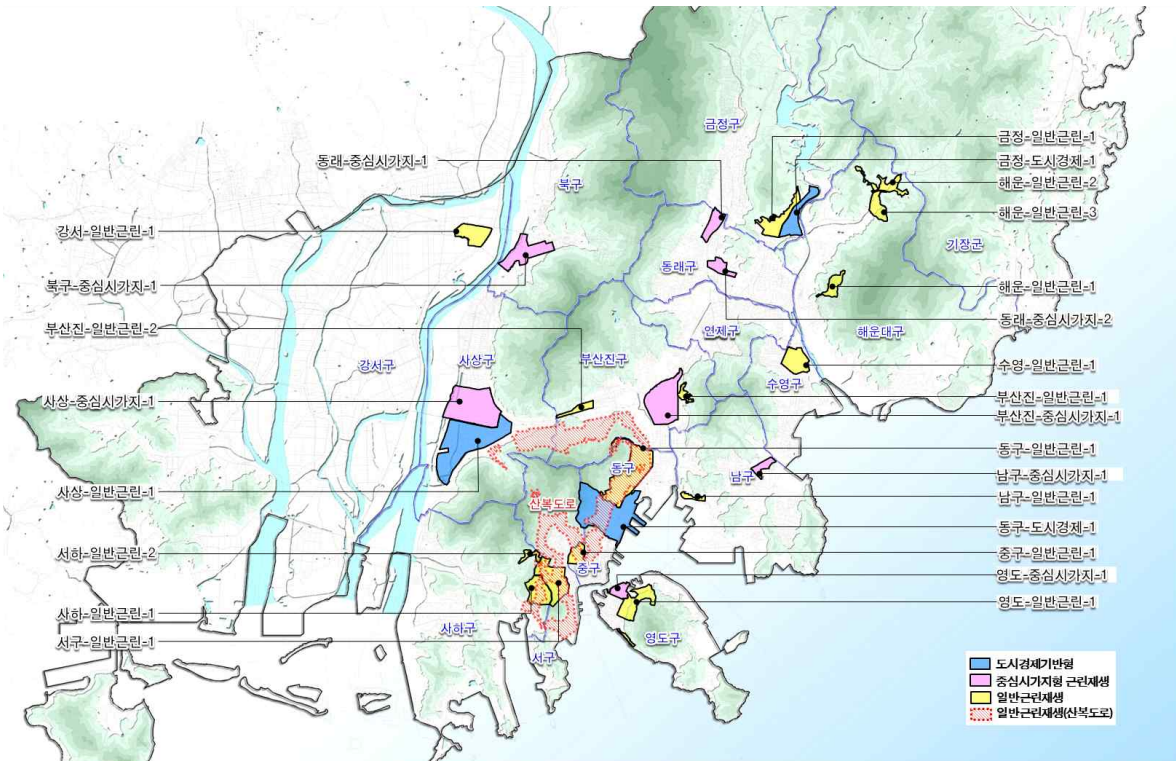 금정구
금정-일반근린-1
동래-중심시가지-1
금정-도시경제-1
북구
해운-일반근린-2
해운-일반근린-3
강서-일반근린-1
기장군
동래구
북구-중심시가지-1
해운-일반근린-1
동래-중심시가지-2
부산진-일반근린-2
연제구
해운대구
사상구
부산진구
강서구
수영-일반근린-1
수영구
부산진-일반근린-1
사상-중심시가지-1
부산진-중심시가지-1
동구-일반근린-1
동구
남구
남구-중심시가지-1
사상-일반근린-1
남구-일반근린-1
산복도로
동구-도시경제-1
서하-일반근린-2
중구-일반근린-1
중구
영도-중심시가지-1
영도-일반근린-1
사하-일반근린-1
사하구
서구-일반근린-1
영도구
서구
도시경제기반형
중심시가지형 근린재생
일반근린재생
일반근린재생(산복도로)